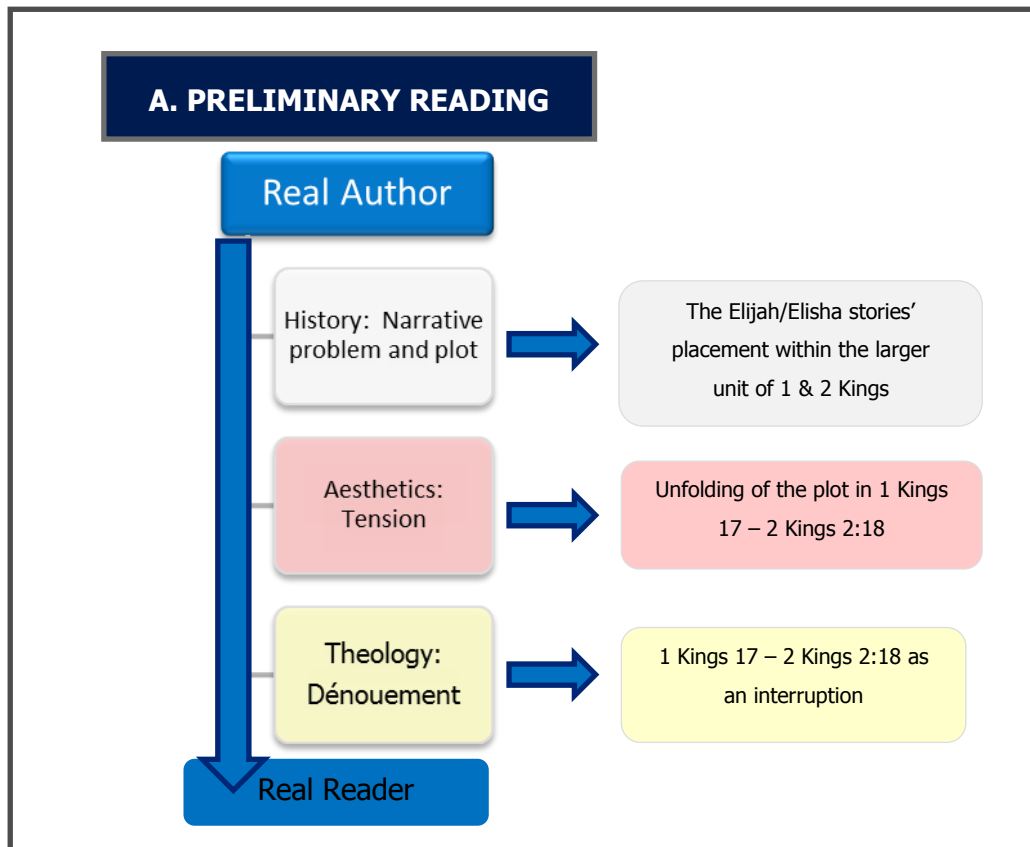 A. PRELIMINARY READING
Real Author
History: Narrative
problem and plot
The Elijah/Elisha stories’
placement within the larger
unit of 1 & 2 Kings
Aesthetics:
Tension
Unfolding of the plot in 1 Kings
17 – 2 Kings 2:18
Theology:
Dénouement
1 Kings 17 – 2 Kings 2:18 as
an interruption
Real Reader